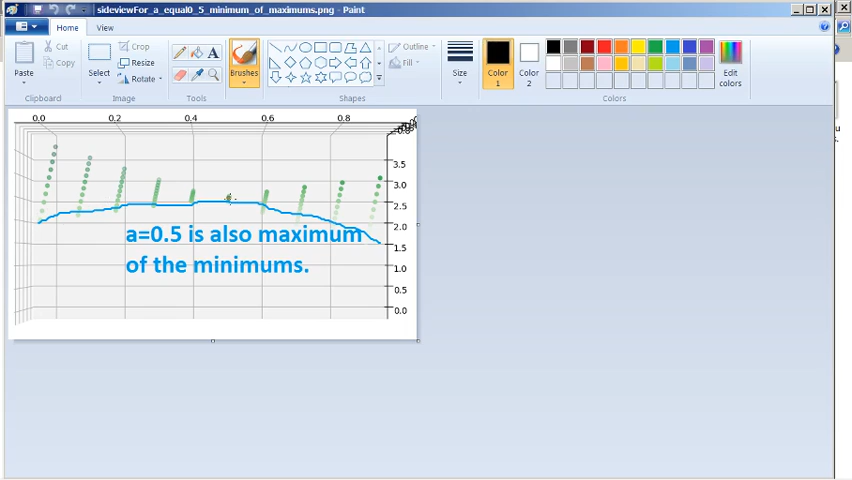 sideviewFor_a_equal0_5_minimum_of_maximums.png - Paint
Home
View
Paste
Cut
Copy
Clipboard
Select
Crop
Resize
Rotate
Image
A
Tools
Brushes
Shapes
Outline
Fill
Size
Color
1
Color
2
Edit
colors
Colors
0.0
0.2
0.4
0.6
0.8
3.5
3.0
2.5
2.0
1.5
1.0
0.5
0.0
a=0.5 is also maximum
of the minimums.